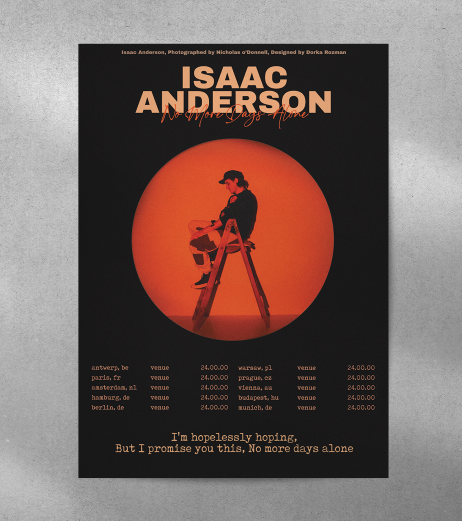 Isaac Anderson, Photographed by Nicholas o'Donnell, Designed by Dorka Rozman
ISAAC
ANDERSON
No More Days Alone
antwerp, be venue 24.00.00 warsaw, pl venue 24.00.00
paris, fr venue 24.00.00 prague, cz venue 24.00.00
amsterdam, nl venue 24.00.00 vienna, au venue 24.00.00
hamburg, de venue 24.00.00 budapest, hu venue 24.00.00
berlin, de venue 24.00.00 munich, de venue 24.00.00
I'm hopelessly hoping,
But I promise you this, No more days alone